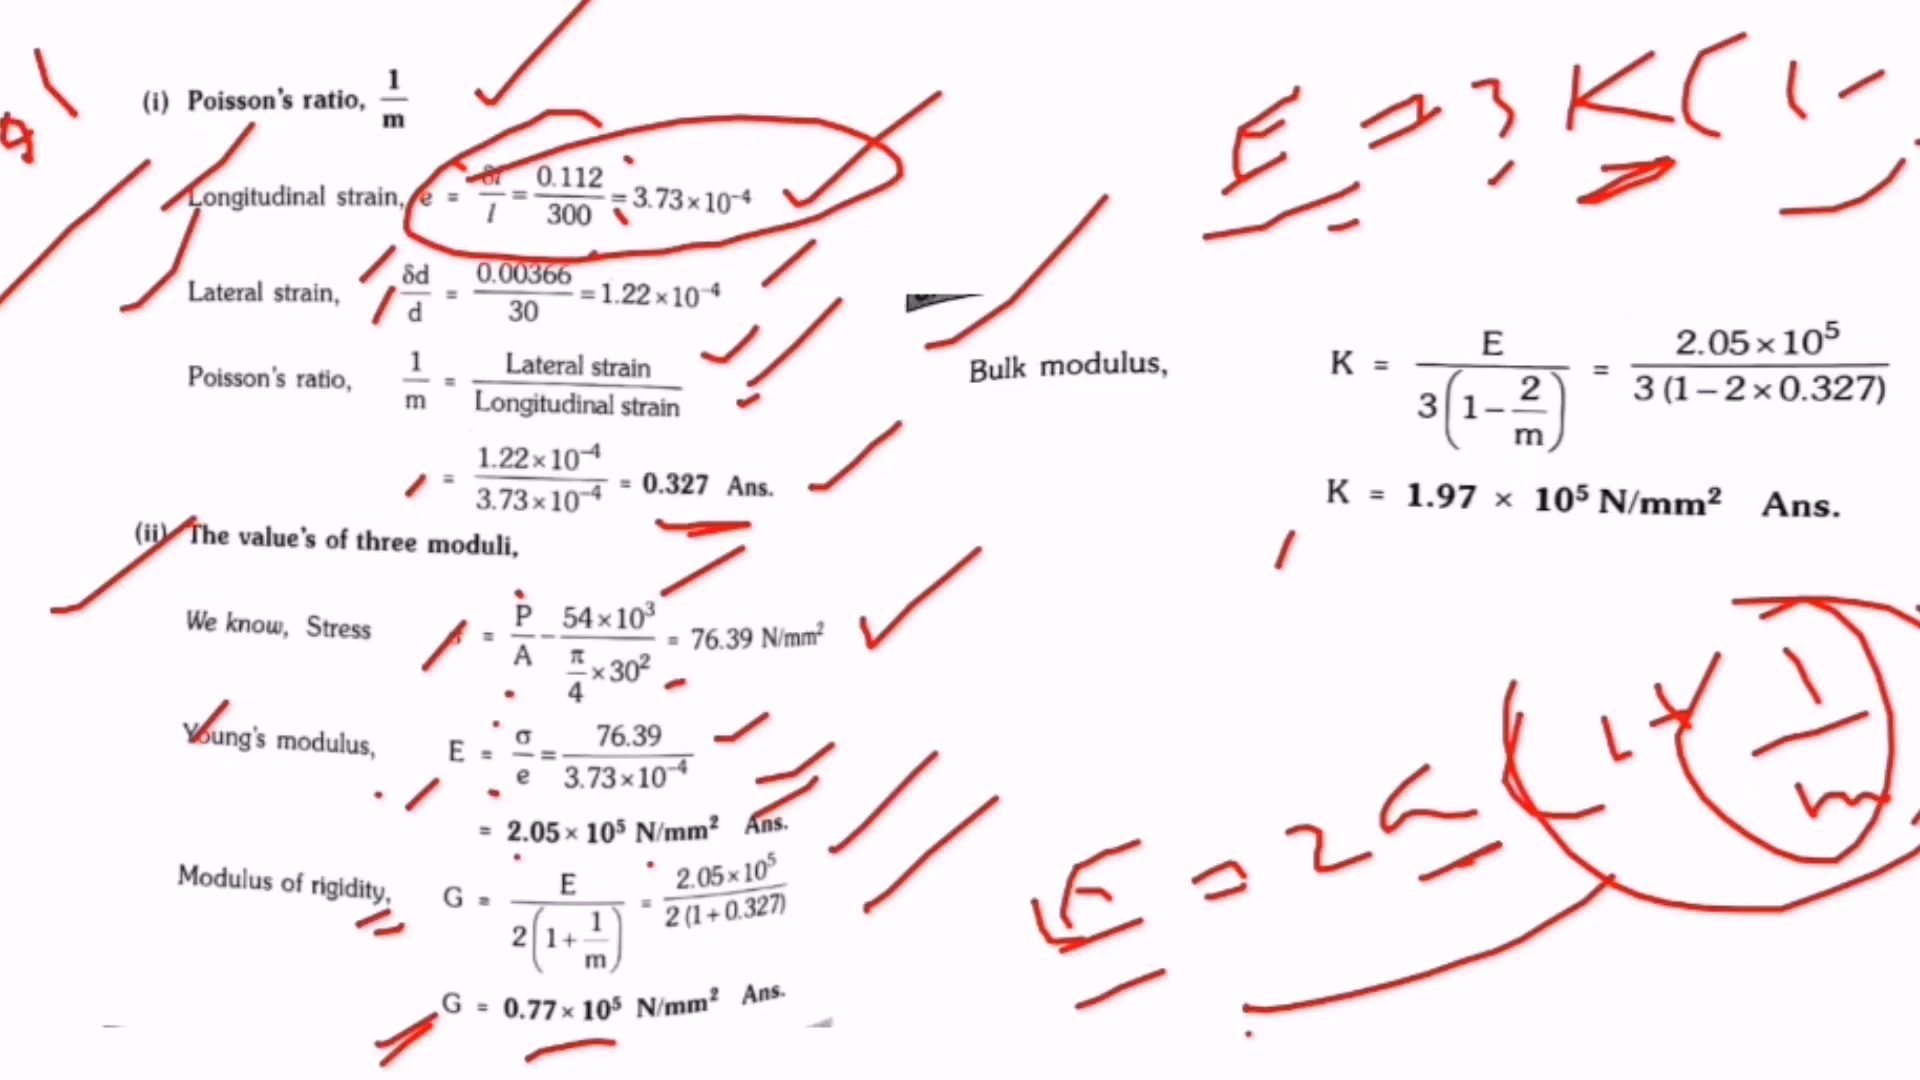 (i) Poisson's ratio, 1/m
Longitudinal strain, e = δl/l = 0.112/300 = 3.73×10⁻⁴
Lateral strain, δd/d = 0.00366/30 = 1.22×10⁻⁴
Poisson's ratio, 1/m = Lateral strain/Longitudinal strain
= 1.22×10⁻⁴/3.73×10⁻⁴ = 0.327 Ans.
(ii) The value's of three moduli,
We know, Stress = P/A - 54×10³/(π/4 ×30²) = 76.39 N/mm²
Young's modulus, E = σ/e = 76.39/3.73×10⁻⁴
= 2.05× 10⁵ N/mm² Ans.
Modulus of rigidity, G = E/2(1+1/m) = 2.05×10⁵/2(1+0.327)
G = 0.77× 10⁵ N/mm² Ans.
E = 3K(1-
Bulk modulus, K = E/3(1-2/m) = 2.05×10⁵/3(1-2×0.327)
K = 1.97 × 10⁵ N/mm² Ans.
E = 2G(1+1/m